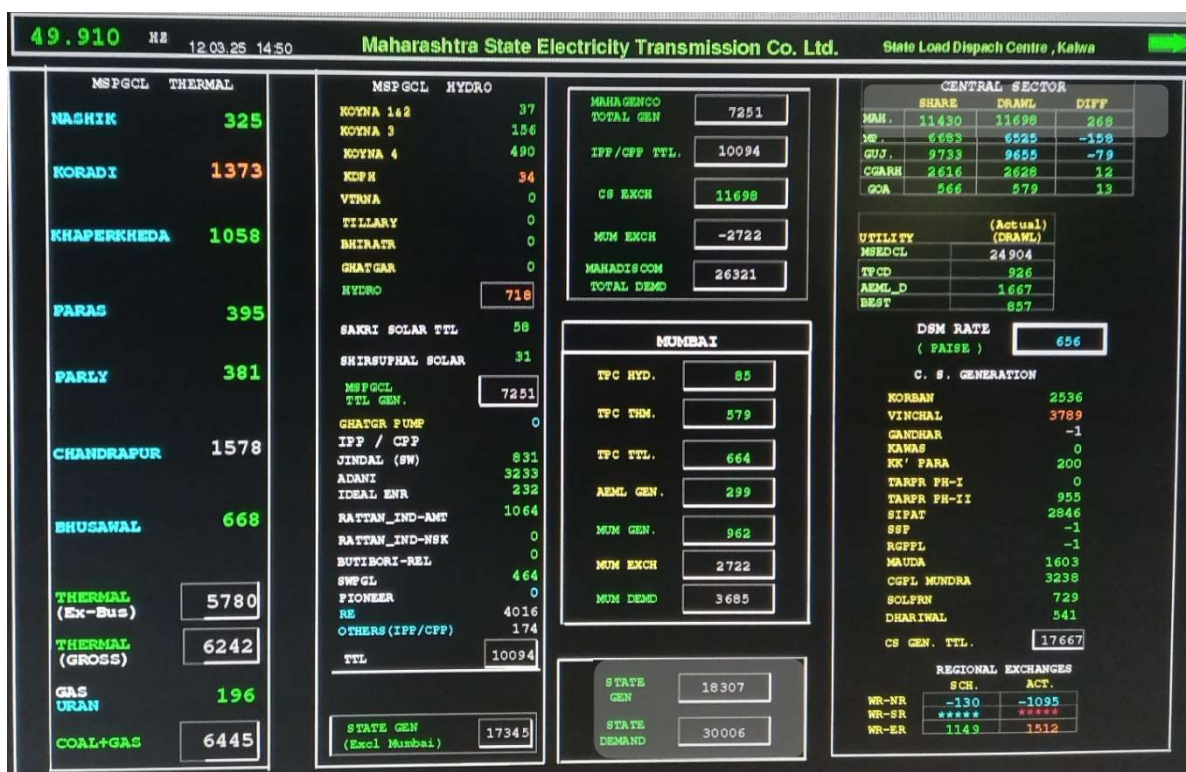 49.910 HZ 12.03.25 14:50 Maharashtra State Electricity Transmission Co. Ltd. State Load Dispach Centre , Kalwa
MSPGCL THERMAL
NASHIK 325
KORADI 1373
KHAPERKHEDA 1058
PARAS 395
PARLY 381
CHANDRAPUR 1578
BHUSAWAL 668
THERMAL (Ex-Bus) 5780
THERMAL (GROSS) 6242
GAS URAN 196
COAL+GAS 6445
MSPGCL HYDRO
KOYNA 1&2 37
KOYNA 3 156
KOYNA 4 490
KDPH 34
VTRNA 0
TILLARY 0
BHIRATR 0
GHATGAR 0
HYDRO 718
SAKRI SOLAR TTL 58
SHIRSUPHAL SOLAR 31
MSPGCL TTL GEN. 7251
GHATGR PUMP 0
IPP / CPP
JINDAL (SW) 831
ADANI 3233
IDEAL ENR 232
RATTAN_IND-AMT 1064
RATTAN_IND-NSK 0
BUTIBORI-REL 0
SWPGL 464
PIONEER 0
RE 4016
OTHERS(IPP/CPP) 174
TTL 10094
STATE GEN (Excl Mumbai) 17345
MAHAGENCO TOTAL GEN 7251
IPP/CPP TTL. 10094
CS EXCH 11698
MUM EXCH -2722
MAHADISCOM TOTAL DEMD 26321
MUMBAI
TPC HYD. 85
TPC THM. 579
TPC TTL. 664
AEML GEN. 299
MUM GEN. 962
MUM EXCH 2722
MUM DEMD 3685
STATE GEN 18307
STATE DEMAND 30006
CENTRAL SECTOR
SHARE DRAWL DIFF
MAH. 11430 11698 268
MP. 6683 6525 -158
GUJ. 9733 9655 -79
CGARH 2616 2628 12
GOA 566 579 13
UTILITY (Actual) (DRAWL)
MSEDCL 24904
TPCD 926
AEML_D 1667
BEST 857
DSM RATE ( PAISE ) 656
C. S. GENERATION
KORBAN 2536
VINCHAL 3789
GANDHAR -1
KAWAS 0
KK' PARA 200
TARPR PH-I 0
TARPR PH-II 955
SIPAT 2846
SSP -1
RGPPL -1
MAUDA 1603
CGPL MUNDRA 3238
SOLPRN 729
DHARIWAL 541
CS GEN. TTL. 17667
REGIONAL EXCHANGES
SCH. ACT.
WR-NR -130 -1095
WR-SR ***** *****
WR-ER 1149 1512